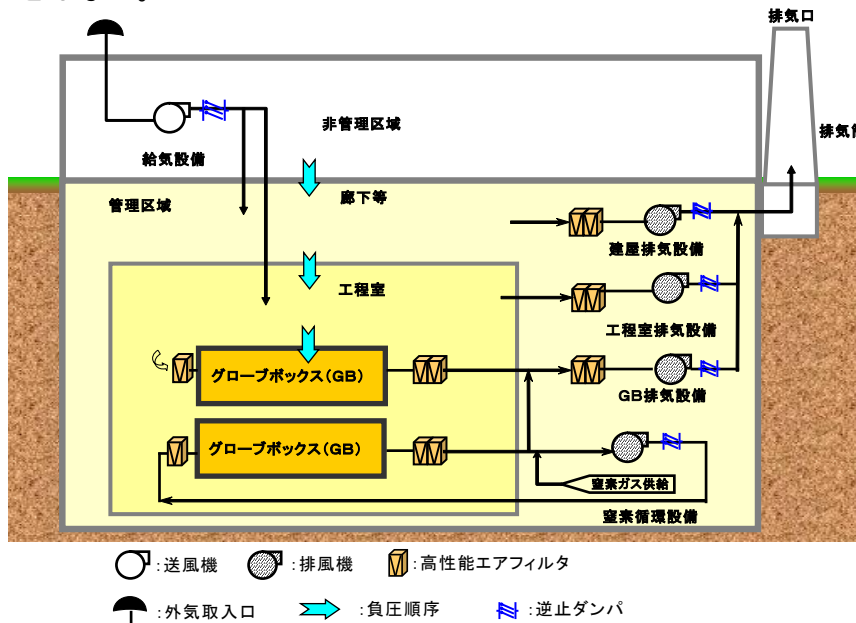 排気口
非管理区域
排気筒
給気設備
管理区域
廊下等
建屋排気設備
工程室
工程室排気設備
グローブボックス(GB)
GB排気設備
グローブボックス(GB)
窒素ガス供給
窒素循環設備
:送風機
:排風機
:高性能エアフィルタ
:外気取入口
:負圧順序
:逆止ダンパ